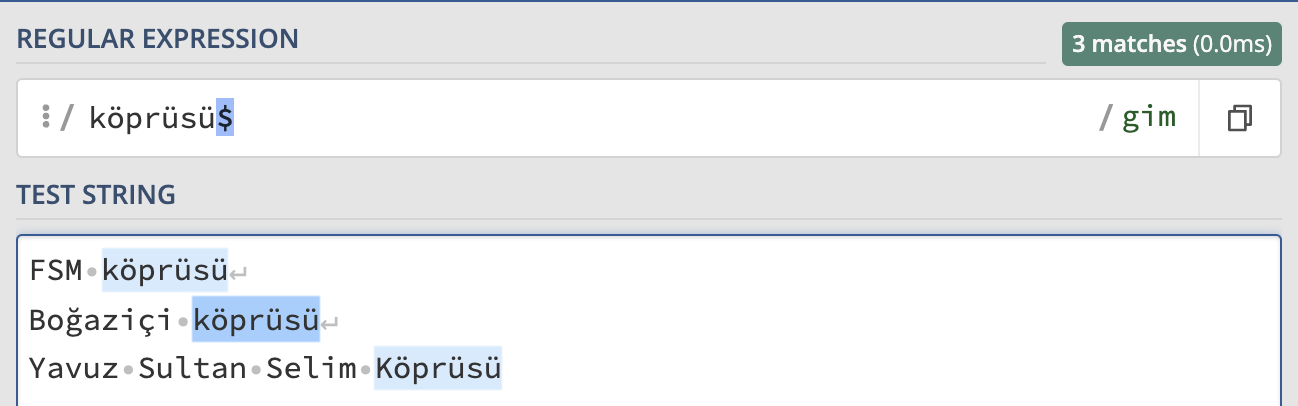 REGULAR EXPRESSION
3 matches (0.0ms)
/ köprüsü$ / gim
TEST STRING
FSM köprüsü
Boğaziçi köprüsü
Yavuz Sultan Selim Köprüsü